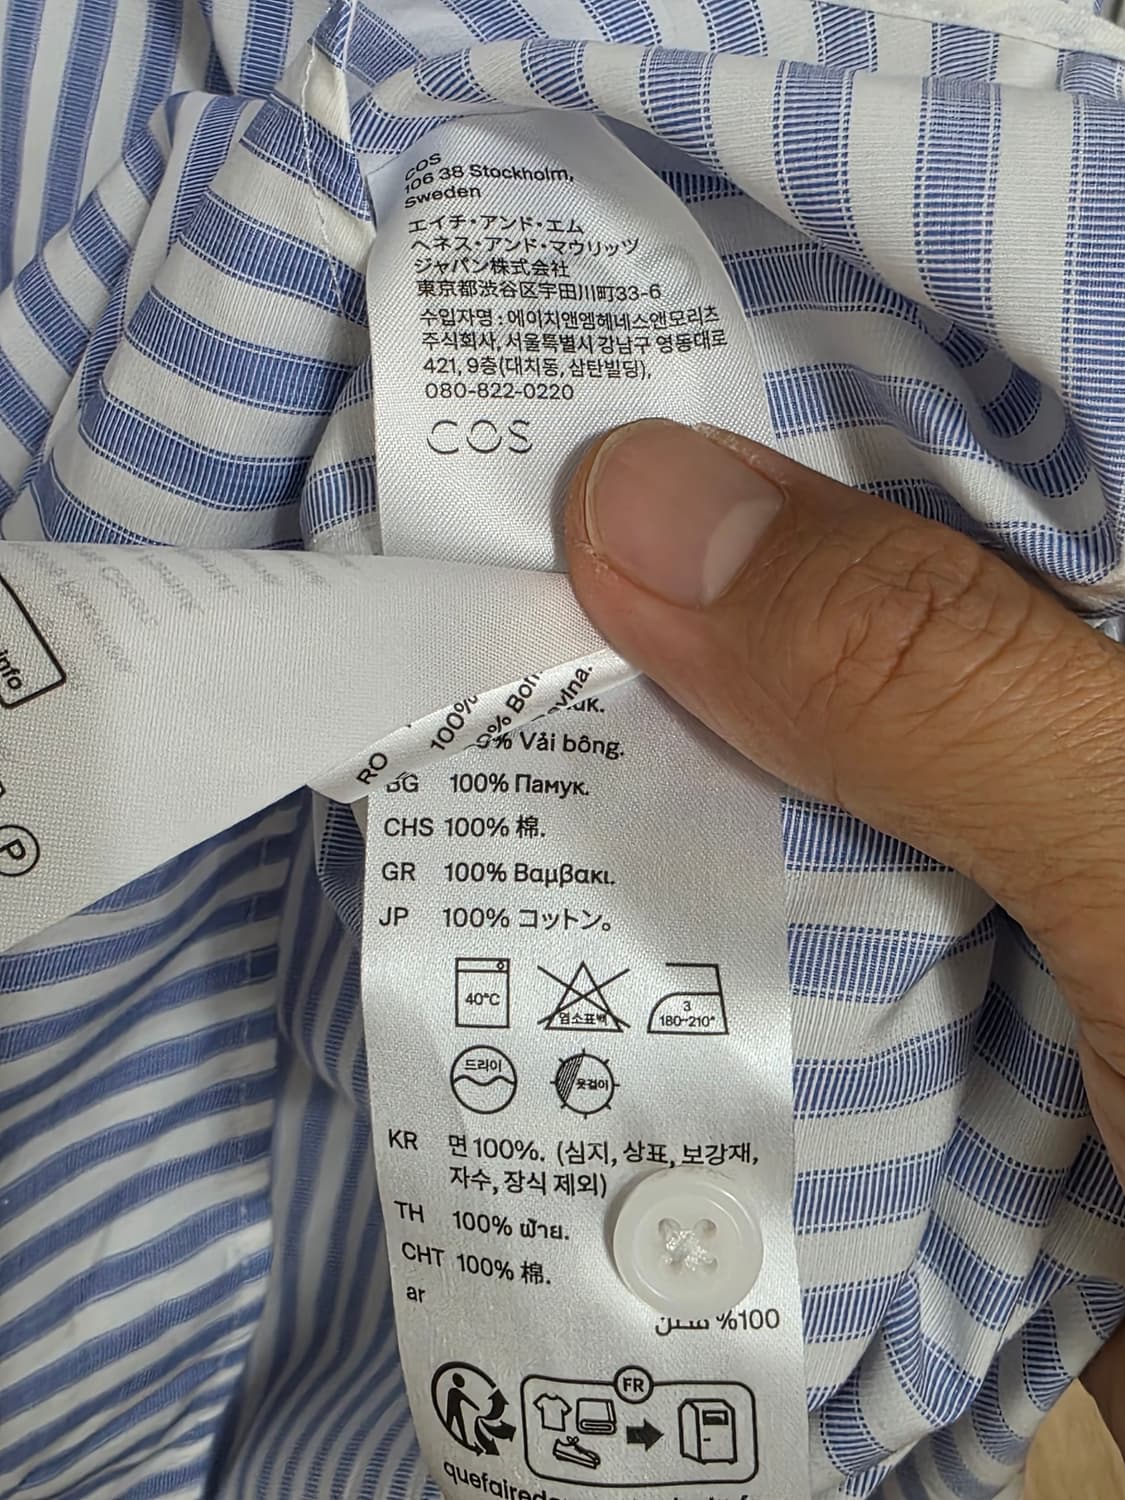 COS
106 38 Stockholm,
Sweden
エイチ・アンド・エム
ヘネス・アンド・マウリッツ
ジャパン株式会社
東京都渋谷区宇田川町33-6
수입자명 : 에이치앤엠헤네스앤모리츠
주식회사, 서울특별시 강남구 영동대로
421, 9층(대치동, 삼탄빌딩),
080-822-0220
COS
info
P
RO
100%
Vải bông.
BG 100% Памук.
CHS 100% 棉.
GR 100% Βαμβακι.
JP 100% コットン。
40°C
염소표백
3
180~210°
드라이
옷걸이
KR 면 100%. (심지, 상표, 보강재,
자수, 장식 제외)
TH 100% ฝ้าย.
CHT 100% 棉.
ar
%100
FR